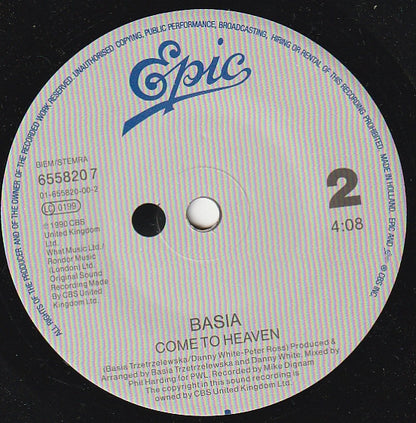 ALL RIGHTS OF THE PRODUCER AND OF THE OWNER OF THE RECORDED WORK RESERVED. UNAUTHORISED COPYING, PUBLIC PERFORMANCE, BROADCASTING, HIRING OR RENTAL OF THIS RECORDING PROHIBITED. MADE IN HOLLAND. EPIC AND ® CBS INC.
Epic
BIEM/STEMRA
655820 7
01-655820-00-2
LC 0199
2
4:08
℗ 1990 CBS
United Kingdom
Ltd.
What Music Ltd./
Rondor Music
(London) Ltd.
Original Sound
Recording Made
By CBS United
Kingdom Ltd.
BASIA
COME TO HEAVEN
(Basia Trzetrzelewska/Danny White-Peter Ross) Produced &
Arranged by Basia Trzetrzelewska and Danny White. Mixed by
Phil Harding for PWL. Recorded by Mike Dignam
The copyright in this sound recording is
owned by CBS United Kingdom Ltd.